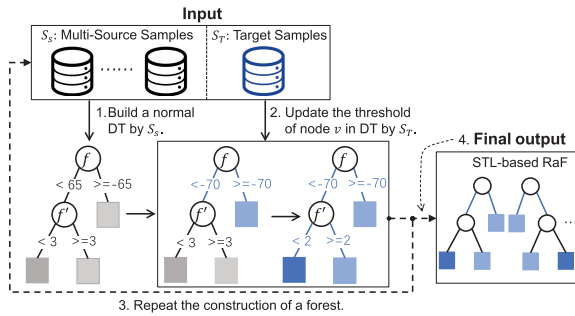 Input
S_S: Multi-Source Samples
S_T: Target Samples
......
1.Build a normal
DT by S_S.
2. Update the threshold
of node v in DT by S_T.
4. Final output
STL-based RaF
f
< 65 >=-65
f'
< 3 >=3
f
<-70 >=-70
f'
< 3 >=3
f
<-70 >=-70
f'
< 2 >=2
...
3. Repeat the construction of a forest.